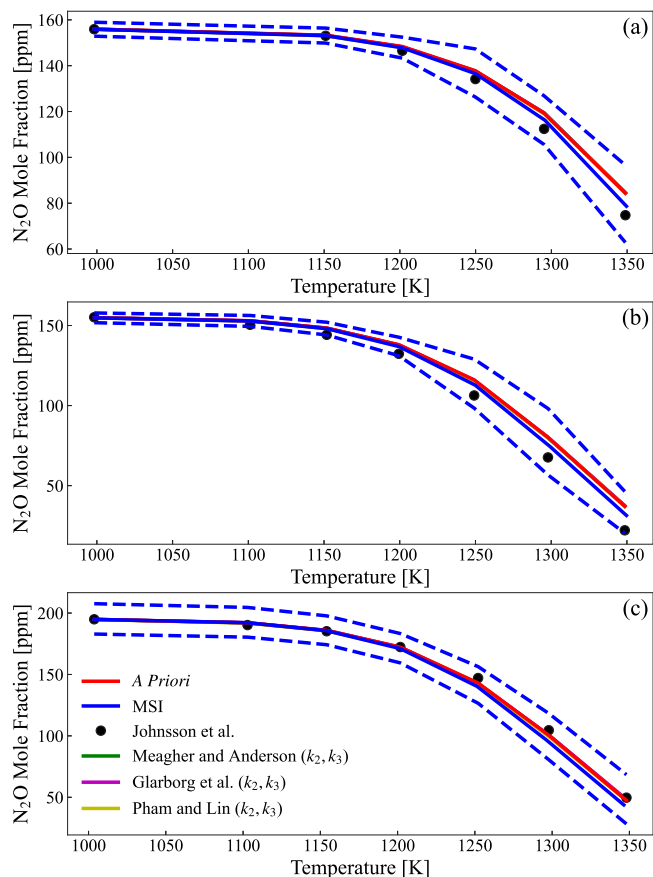 (a)
N₂O Mole Fraction [ppm]
160
140
120
100
80
60
1000 1050 1100 1150 1200 1250 1300 1350
Temperature [K]
(b)
N₂O Mole Fraction [ppm]
150
100
50
1000 1050 1100 1150 1200 1250 1300 1350
Temperature [K]
(c)
N₂O Mole Fraction [ppm]
200
150
100
50
A Priori
MSI
Johnsson et al.
Meagher and Anderson (k₂, k₃)
Glarborg et al. (k₂, k₃)
Pham and Lin (k₂, k₃)
1000 1050 1100 1150 1200 1250 1300 1350
Temperature [K]